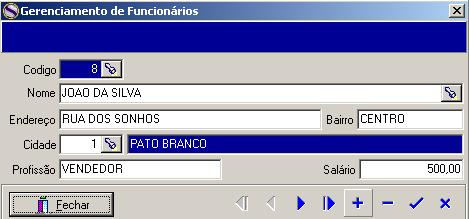 Gerenciamento de Funcionários
Codigo 8
Nome JOAO DA SILVA
Endereço RUA DOS SONHOS Bairro CENTRO
Cidade 1 PATO BRANCO
Profissão VENDEDOR Salário 500,00
Fechar